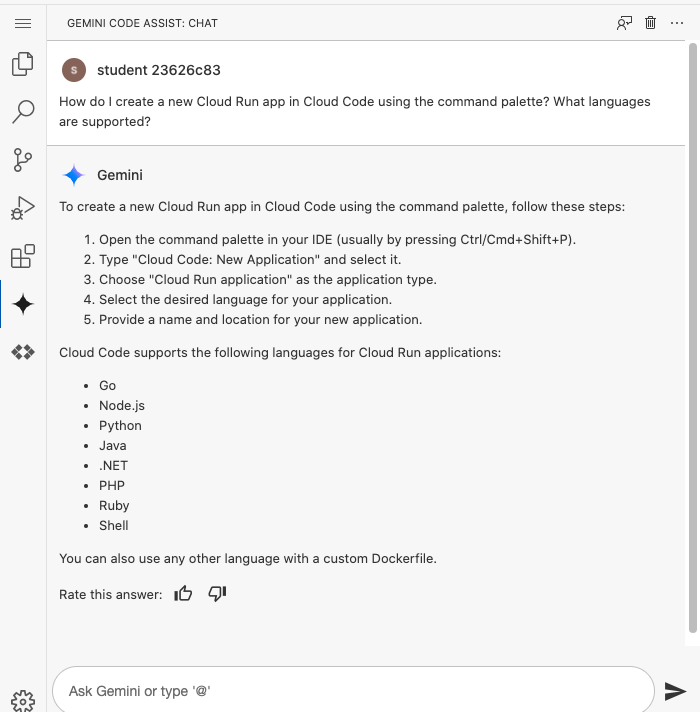 GEMINI CODE ASSIST: CHAT
S
student 23626c83
How do I create a new Cloud Run app in Cloud Code using the command palette? What languages
are supported?
Gemini
To create a new Cloud Run app in Cloud Code using the command palette, follow these steps:
1. Open the command palette in your IDE (usually by pressing Ctrl/Cmd+Shift+P).
2. Type "Cloud Code: New Application" and select it.
3. Choose "Cloud Run application" as the application type.
4. Select the desired language for your application.
5. Provide a name and location for your new application.
Cloud Code supports the following languages for Cloud Run applications:
• Go
• Node.js
• Python
• Java
• .NET
• PHP
• Ruby
• Shell
You can also use any other language with a custom Dockerfile.
Rate this answer:
Ask Gemini or type '@'